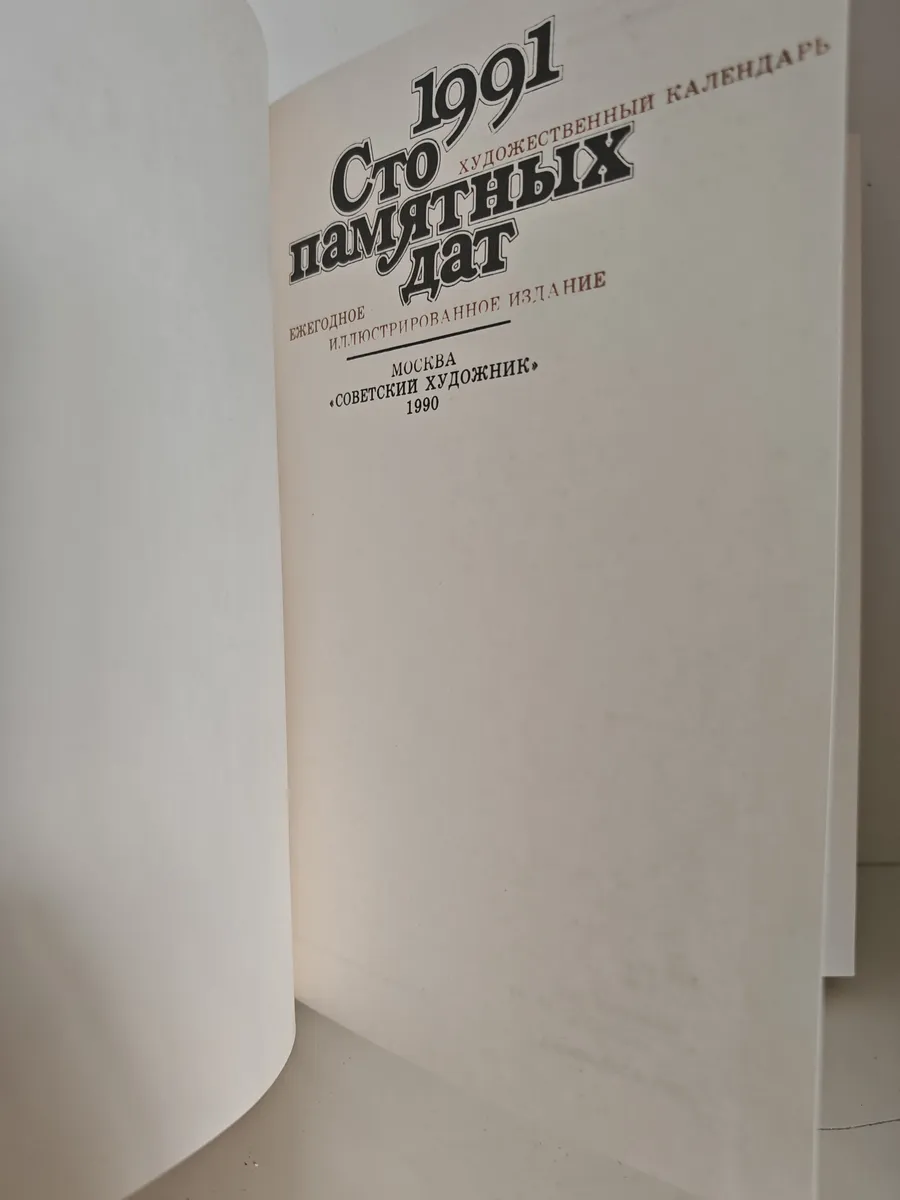 1991
ХУДОЖЕСТВЕННЫЙ КАЛЕНДАРЬ
Сто
памятных
дат
ЕЖЕГОДНОЕ
ИЛЛЮСТРИРОВАННОЕ ИЗДАНИЕ
МОСКВА
«СОВЕТСКИЙ ХУДОЖНИК»
1990